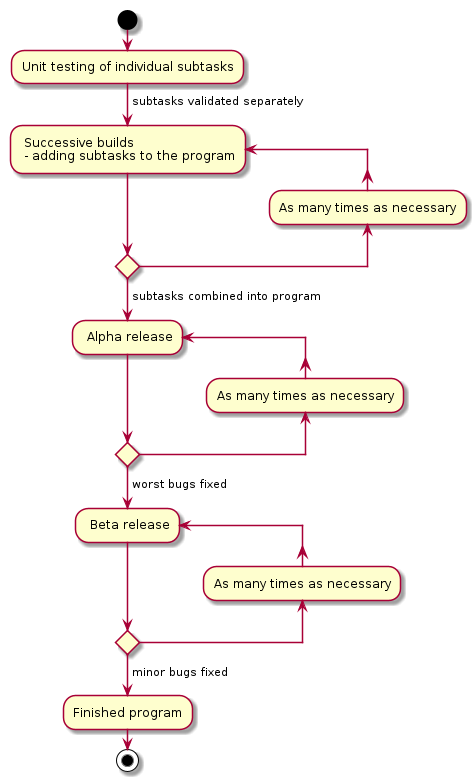 Unit testing of individual subtasks
subtasks validated separately
Successive builds
- adding subtasks to the program
As many times as necessary
subtasks combined into program
Alpha release
As many times as necessary
worst bugs fixed
Beta release
As many times as necessary
minor bugs fixed
Finished program